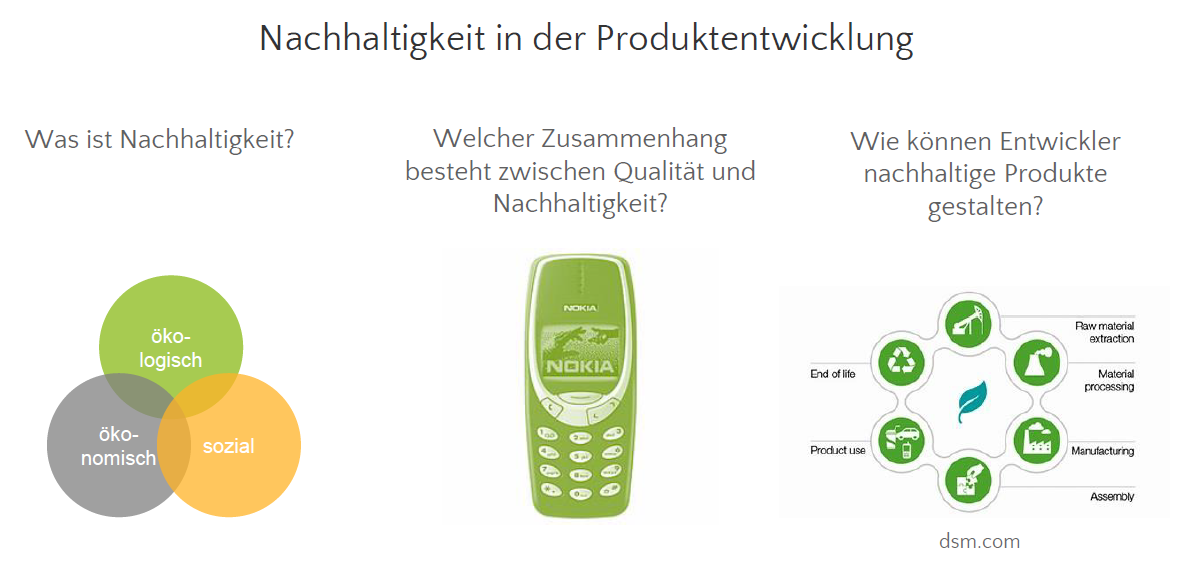 Nachhaltigkeit in der Produktentwicklung
Was ist Nachhaltigkeit?
Welcher Zusammenhang
besteht zwischen Qualität und
Nachhaltigkeit?
Wie können Entwickler
nachhaltige Produkte
gestalten?
öko-
logisch
öko-
nomisch
sozial
NOKIA
NOKIA
Raw material
extraction
End of life
Material
processing
Product use
Manufacturing
Assembly
dsm.com